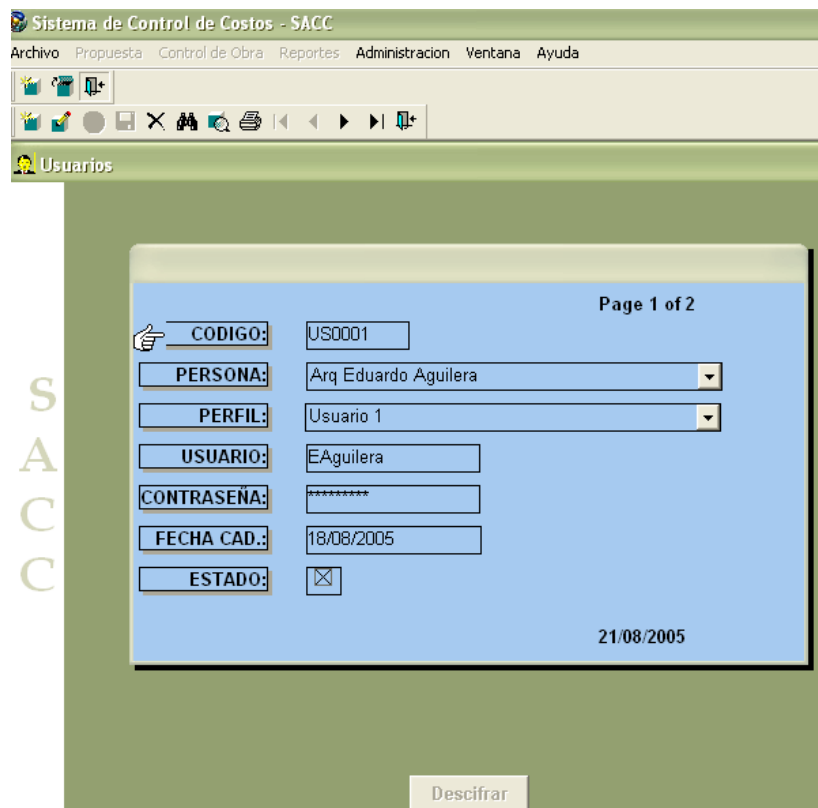 Sistema de Control de Costos - SACC
Archivo Propuesta Control de Obra Reportes Administracion Ventana Ayuda
Usuarios
Page 1 of 2
CODIGO: US0001
PERSONA: Arq Eduardo Aguilera
PERFIL: Usuario 1
USUARIO: EAguilera
CONTRASEÑA: *********
FECHA CAD.: 18/08/2005
ESTADO:
21/08/2005
S
A
C
C
Descifrar